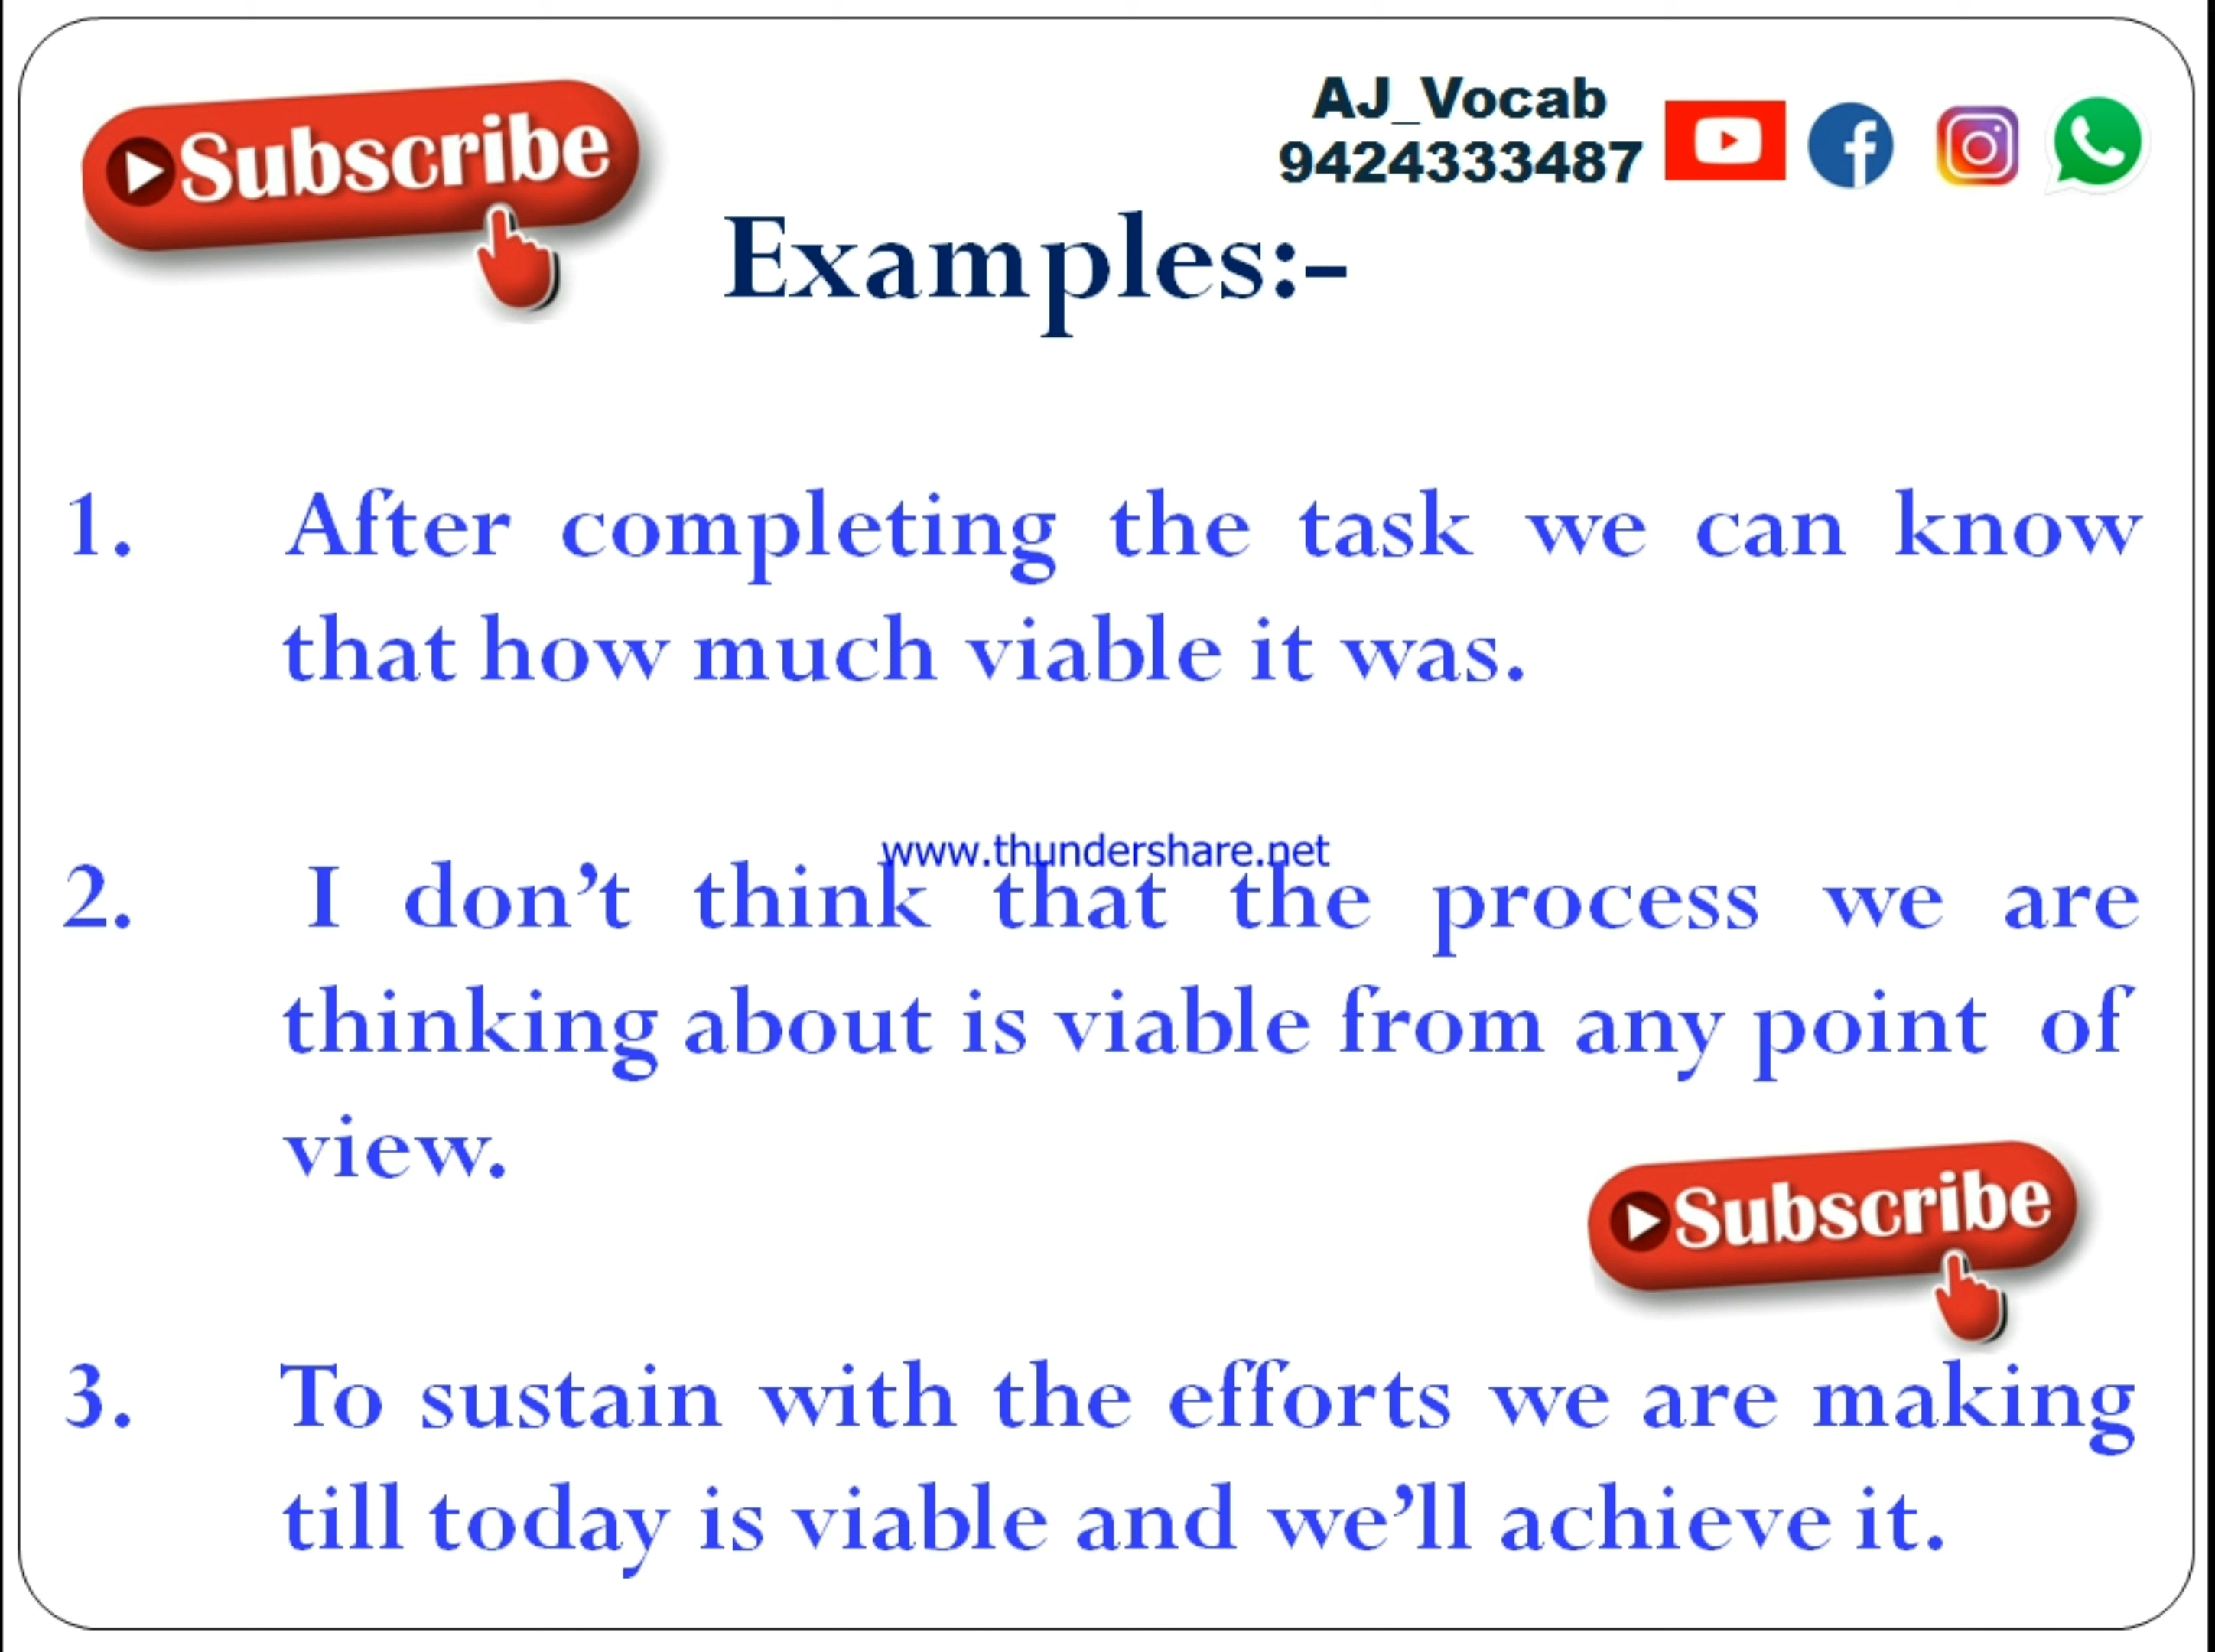 Subscribe
AJ_Vocab
9424333487
Examples:-
1. After completing the task we can know
that how much viable it was.
www.thundershare.net
2. I don’t think that the process we are
thinking about is viable from any point of
view.
Subscribe
3. To sustain with the efforts we are making
till today is viable and we’ll achieve it.